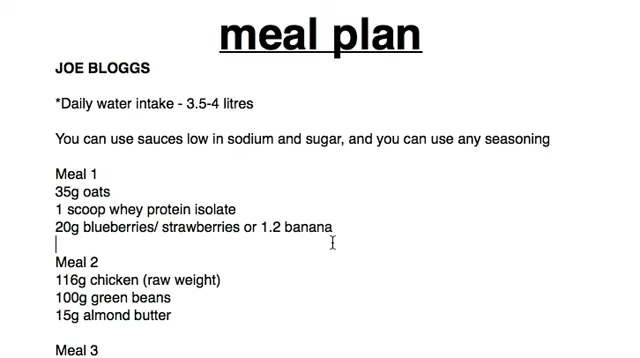 meal plan
JOE BLOGGS
*Daily water intake - 3.5-4 litres
You can use sauces low in sodium and sugar, and you can use any seasoning
Meal 1
35g oats
1 scoop whey protein isolate
20g blueberries/ strawberries or 1.2 banana
Meal 2
116g chicken (raw weight)
100g green beans
15g almond butter
Meal 3